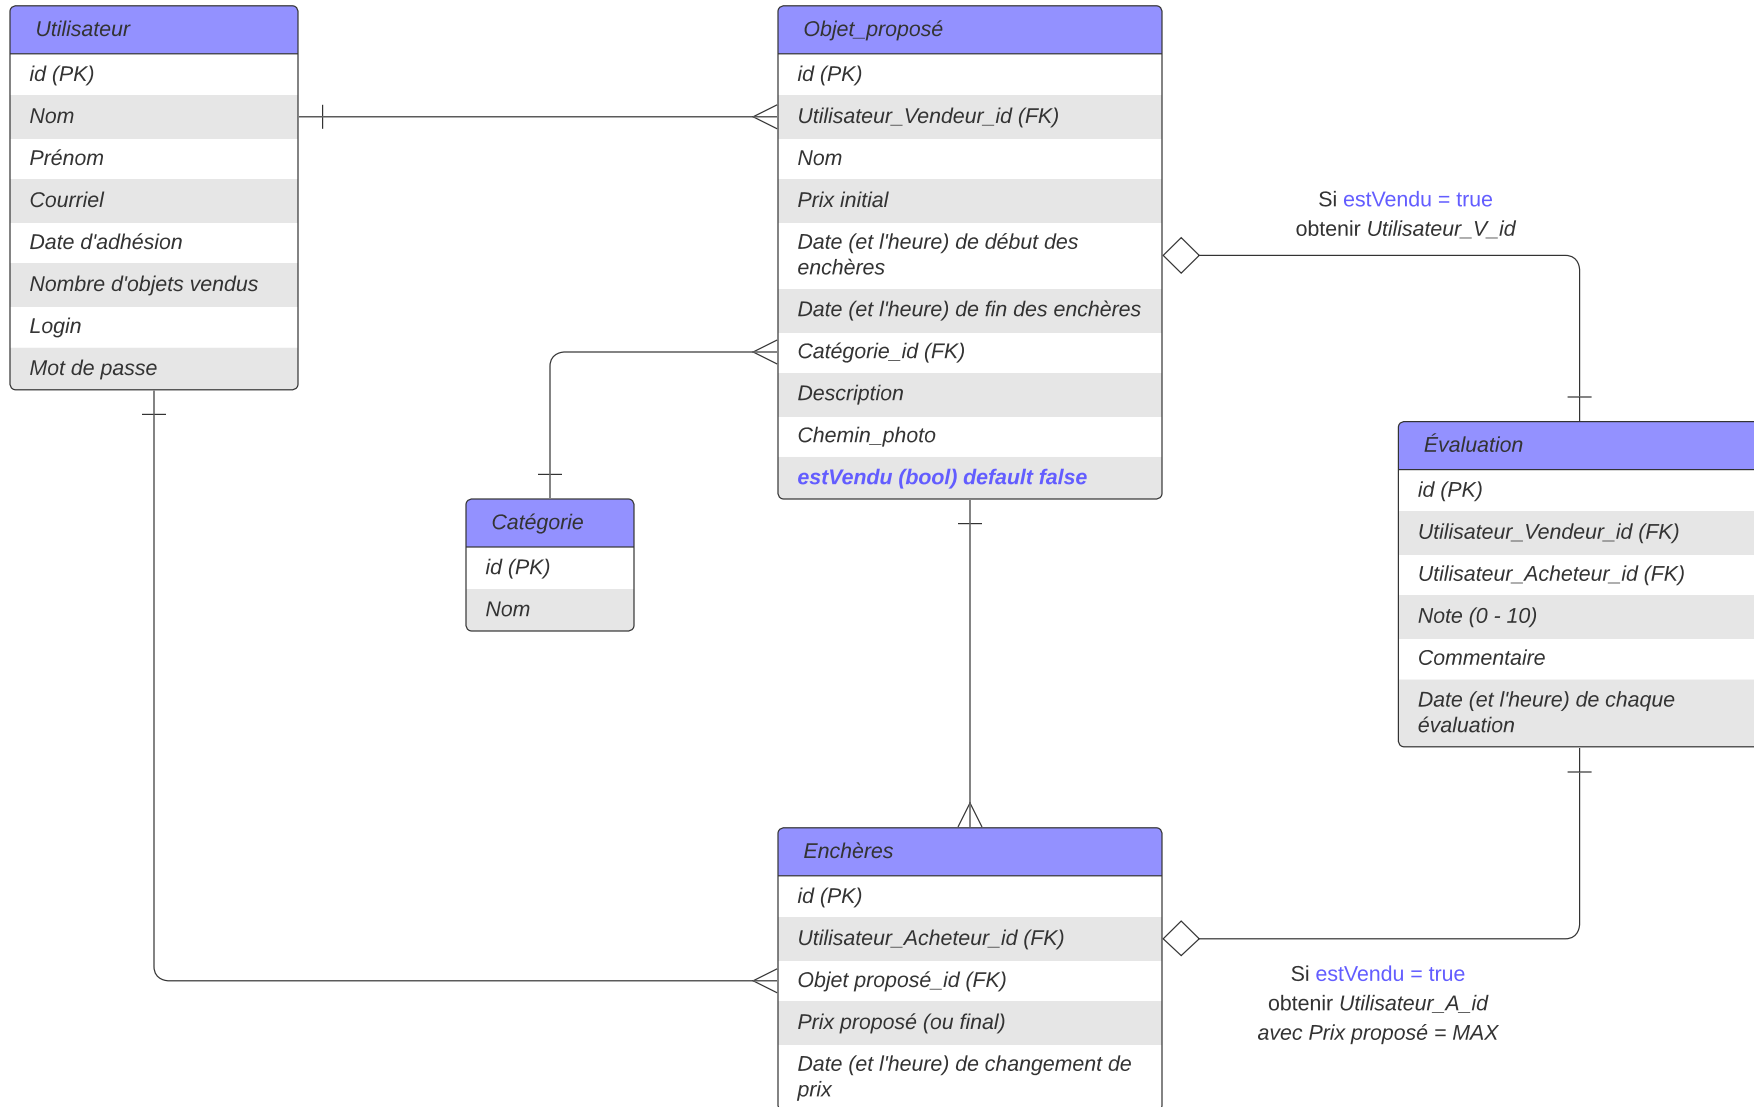 Utilisateur
id (PK)
Nom
Prénom
Courriel
Date d'adhésion
Nombre d'objets vendus
Login
Mot de passe
Objet_proposé
id (PK)
Utilisateur_Vendeur_id (FK)
Nom
Prix initial
Date (et l'heure) de début des
enchères
Date (et l'heure) de fin des enchères
Catégorie_id (FK)
Description
Chemin_photo
estVendu (bool) default false
Si estVendu = true
obtenir Utilisateur_V_id
Catégorie
id (PK)
Nom
Évaluation
id (PK)
Utilisateur_Vendeur_id (FK)
Utilisateur_Acheteur_id (FK)
Note (0 - 10)
Commentaire
Date (et l'heure) de chaque
évaluation
Enchères
id (PK)
Utilisateur_Acheteur_id (FK)
Objet proposé_id (FK)
Prix proposé (ou final)
Date (et l'heure) de changement de
prix
Si estVendu = true
obtenir Utilisateur_A_id
avec Prix proposé = MAX